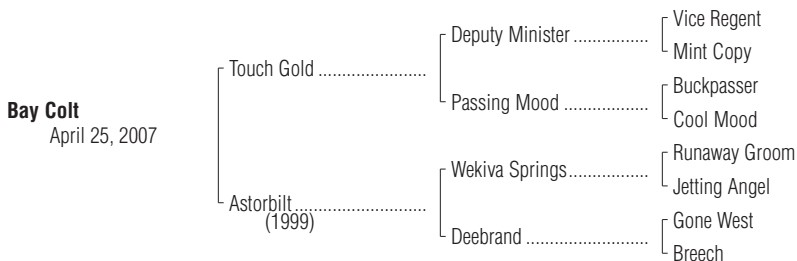 Bay Colt
April 25, 2007
Touch Gold .......................
Astorbilt............................
(1999)
Deputy Minister ................
Passing Mood ..................
Wekiva Springs.................
Deebrand ..........................
Vice Regent
Mint Copy
Buckpasser
Cool Mood
Runaway Groom
Jetting Angel
Gone West
Breech